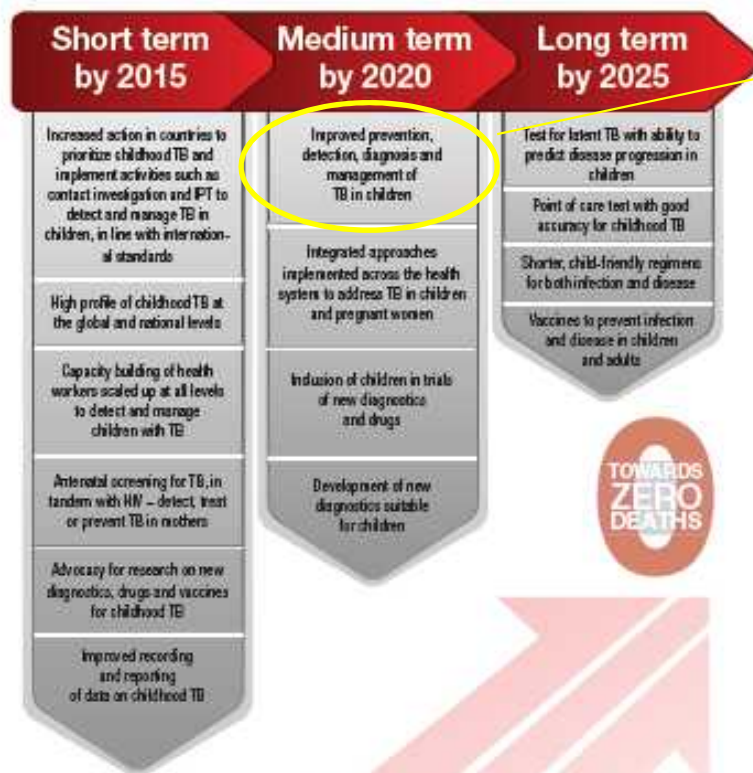 Short term
by 2015
Medium term
by 2020
Long term
by 2025
Increased action in countries to
prioritize childhood TB and
implement activities such as
contact investigation and IPT to
detect and manage TB in
children, in line with internation-
al standards
High profile of childhood TB at
the global and national levels
Capacity building of health
workers scaled up at all levels
to detect and manage
children with TB
Antenatal screening for TB, in
tandem with HIV – detect, treat
or prevent TB in mothers
Advocacy for research on new
diagnostics, drugs and vaccines
for childhood TB
Improved recording
and reporting
of data on childhood TB
Improved prevention,
detection, diagnosis and
management of
TB in children
Integrated approaches
implemented across the health
system to address TB in children
and pregnant women
Inclusion of children in trials
of new diagnostics
and drugs
Development of new
diagnostics suitable
for children
Test for latent TB with ability to
predict disease progression in
children
Point of care test with good
accuracy for childhood TB
Shorter, child-friendly regimens
for both infection and disease
Vaccines to prevent infection
and disease in children
and adults
TOWARDS
ZERO
DEATHS